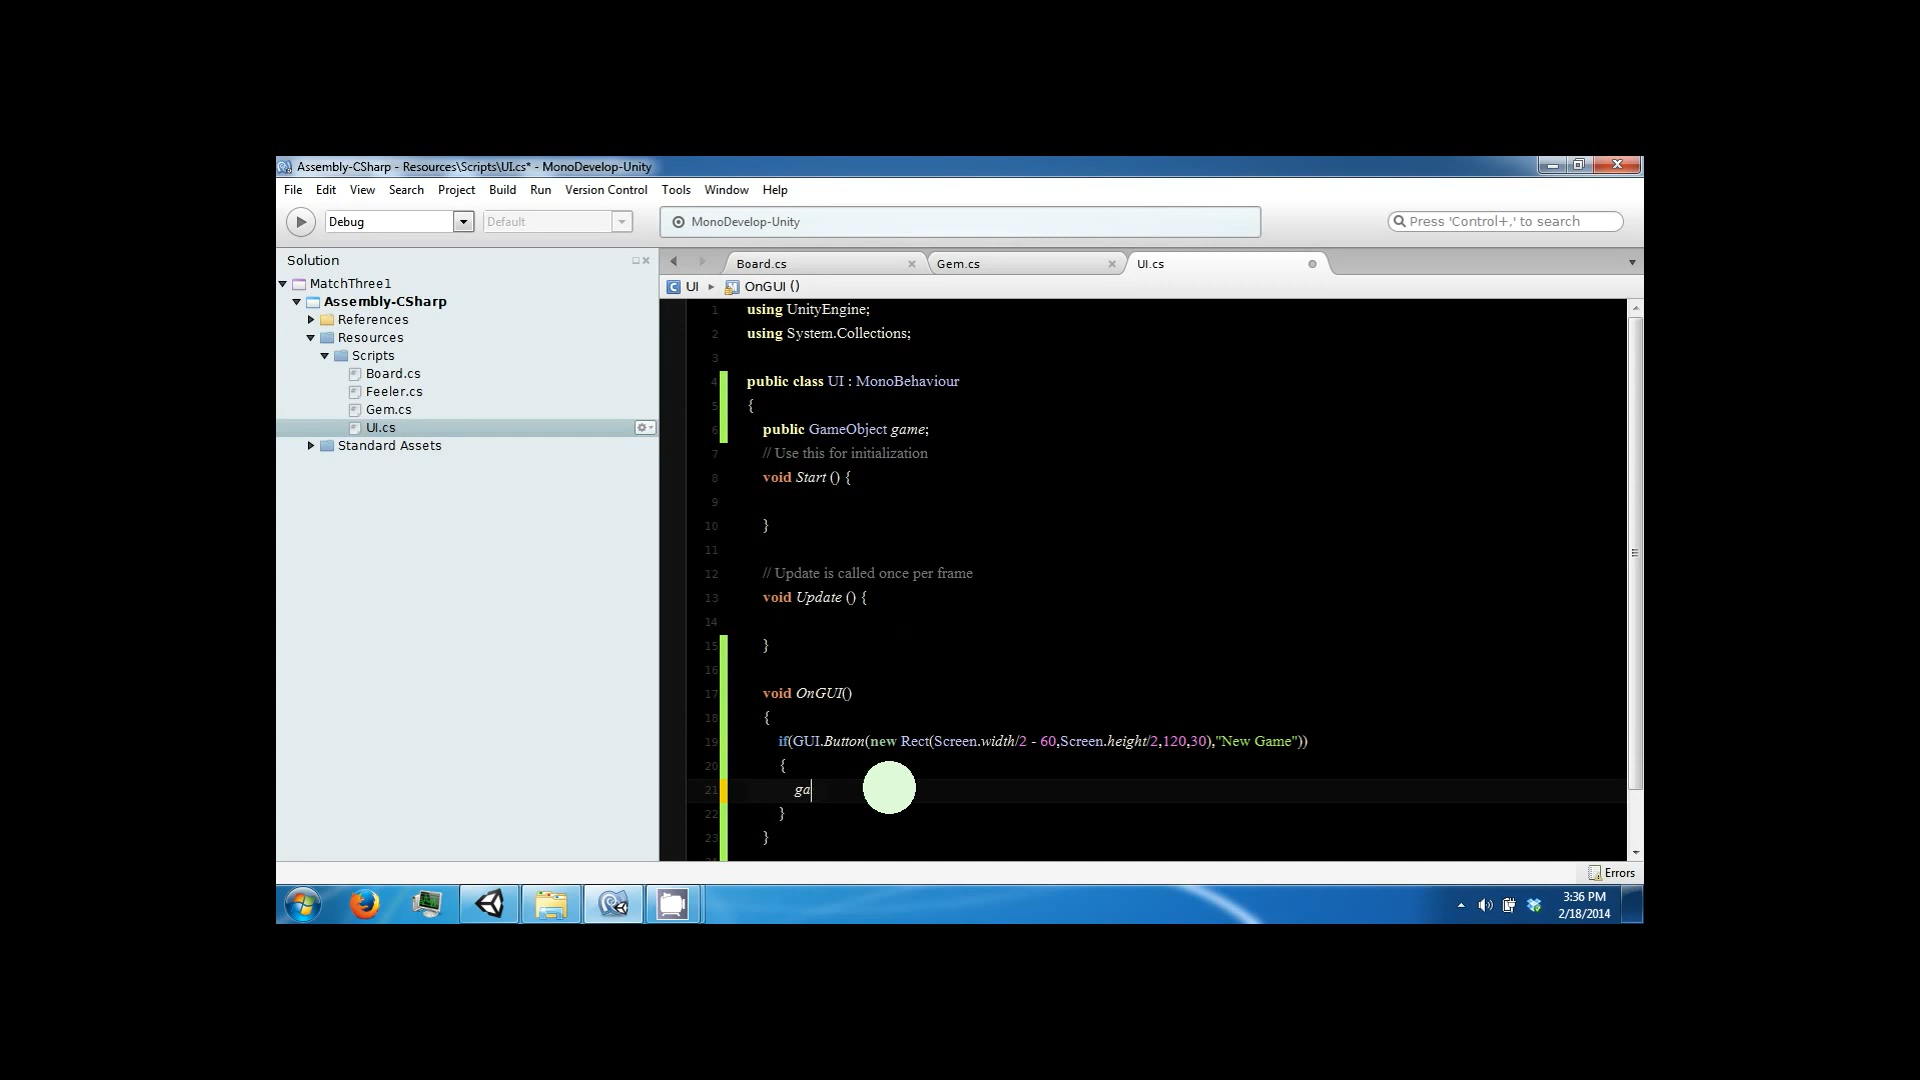 Assembly-CSharp - Resources\Scripts\UI.cs* - MonoDevelop-Unity
File Edit View Search Project Build Run Version Control Tools Window Help
Debug Default MonoDevelop-Unity Press 'Control+,' to search
Solution
MatchThree1
Assembly-CSharp
References
Resources
Scripts
Board.cs
Feeler.cs
Gem.cs
UI.cs
Standard Assets
Board.cs Gem.cs UI.cs
UI OnGUI ()
1 using UnityEngine;
2 using System.Collections;
3
4 public class UI : MonoBehaviour
5 {
6 public GameObject game;
7 // Use this for initialization
8 void Start () {
9
10 }
11
12 // Update is called once per frame
13 void Update () {
14
15 }
16
17 void OnGUI()
18 {
19 if(GUI.Button(new Rect(Screen.width/2 - 60,Screen.height/2,120,30),"New Game"))
20 {
21 ga
22 }
23 }
Errors
3:36 PM
2/18/2014